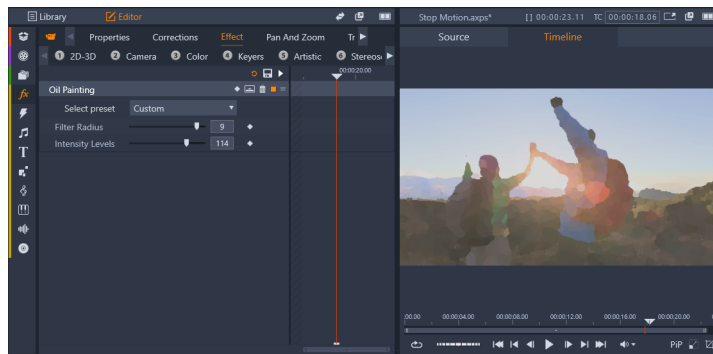 Library Editor
Stop Motion.axps* [ ] 00:00:23.11 TC 00:00:18.06
Properties Corrections Effect Pan And Zoom Tr
Source Timeline
1 2D-3D 2 Camera 3 Color 4 Keyers 5 Artistic 6 Stereos
00:00:20.00
Oil Painting
fx
Select preset Custom
Filter Radius 9
Intensity Levels 114
T
:00.00 00:00:04.00 00:00:08.00 00:00:12.00 00:00:16.00 00:00:20.00
PiP